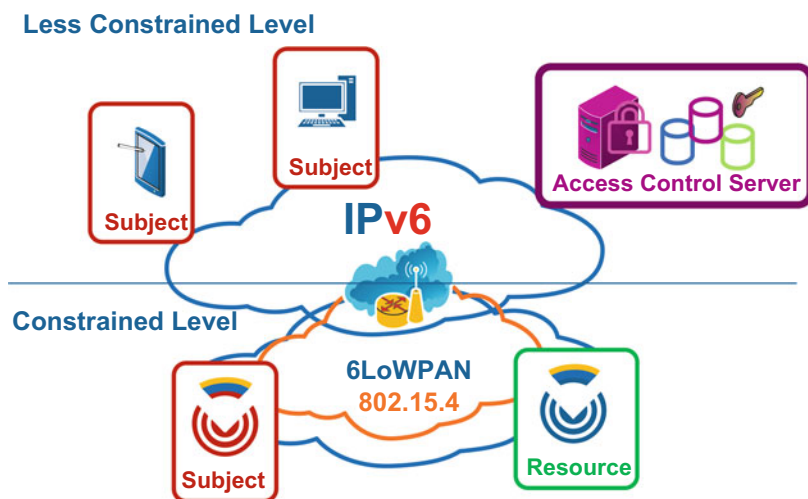 Less Constrained Level
Subject
Subject
Access Control Server
IPv6
Constrained Level
6LoWPAN
802.15.4
Subject
Resource